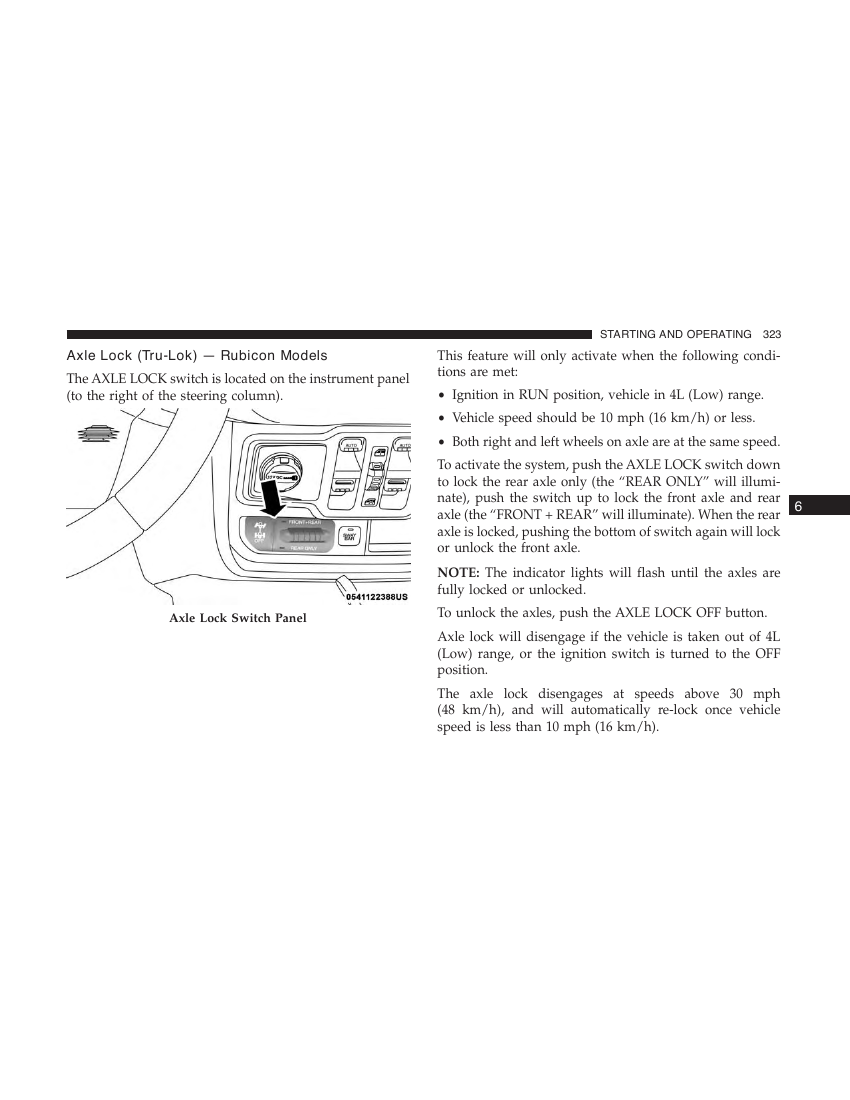 STARTING AND OPERATING 323
Axle Lock (Tru-Lok) — Rubicon Models
The AXLE LOCK switch is located on the instrument panel
(to the right of the steering column).
AUTO
AUTO
FRONT+REAR
OFF
REAR ONLY
SWAY
BAR
0541122388US
Axle Lock Switch Panel
This feature will only activate when the following condi-
tions are met:
• Ignition in RUN position, vehicle in 4L (Low) range.
• Vehicle speed should be 10 mph (16 km/h) or less.
• Both right and left wheels on axle are at the same speed.
To activate the system, push the AXLE LOCK switch down
to lock the rear axle only (the “REAR ONLY” will illumi-
nate), push the switch up to lock the front axle and rear
axle (the “FRONT + REAR” will illuminate). When the rear
axle is locked, pushing the bottom of switch again will lock
or unlock the front axle.
NOTE: The indicator lights will flash until the axles are
fully locked or unlocked.
To unlock the axles, push the AXLE LOCK OFF button.
Axle lock will disengage if the vehicle is taken out of 4L
(Low) range, or the ignition switch is turned to the OFF
position.
The axle lock disengages at speeds above 30 mph
(48 km/h), and will automatically re-lock once vehicle
speed is less than 10 mph (16 km/h).
6